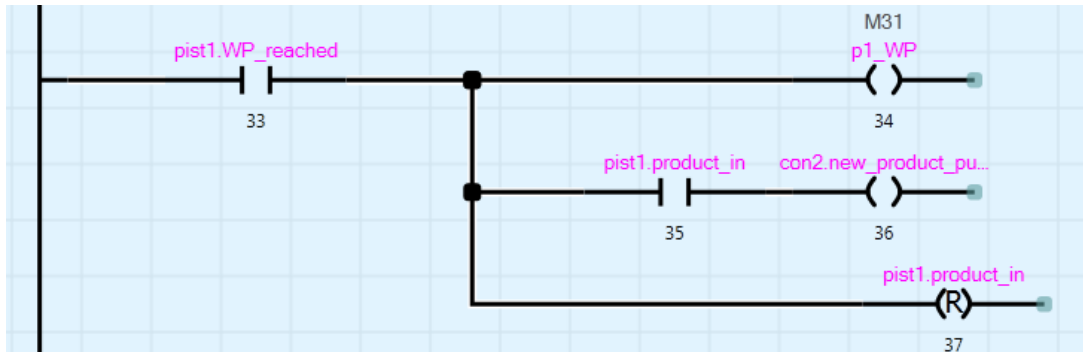 M31
pist1.WP_reached
p1_WP
33
34
pist1.product_in
con2.new_product_pu...
35
36
pist1.product_in
R
37